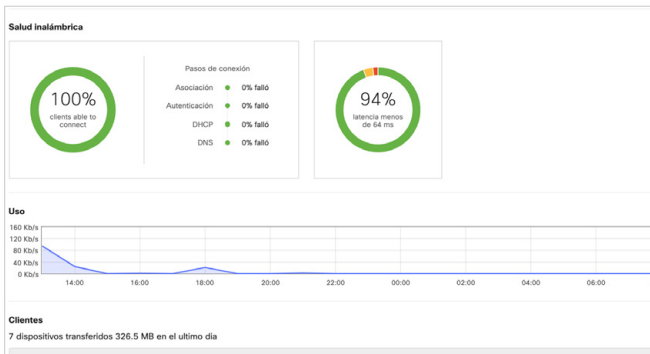 Salud inalámbrica
100%
clients able to
connect
Pasos de conexión
Asociación 0% falló
Autenticación 0% falló
DHCP 0% falló
DNS 0% falló
94%
latencia menos
de 64 ms
Uso
160 Kb/s
120 Kb/s
80 Kb/s
40 Kb/s
0 Kb/s
14:00 16:00 18:00 20:00 22:00 00:00 02:00 04:00 06:00
Clientes
7 dispositivos transferidos 326.5 MB en el ultimo dia